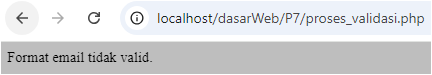 localhost/dasarWeb/P7/proses_validasi.php
Format email tidak valid.